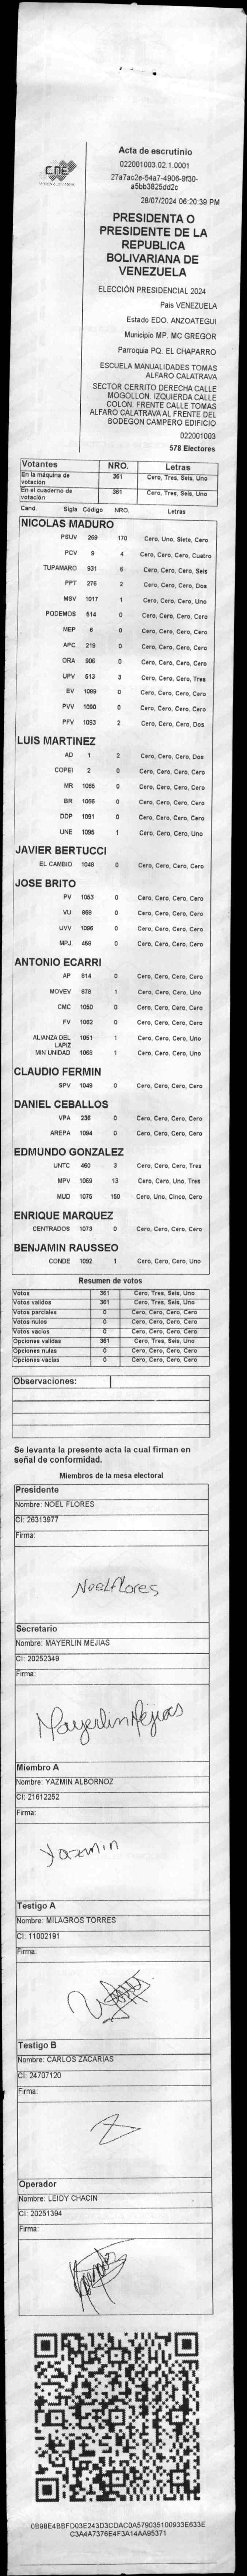 CNE
Acta de escrutinio
022001003.02.1.0001
27a7ac2e-54a7-4906-9f30-
a5bb3825dd2c
28/07/2024 06:20:39 PM
PRESIDENTA O
PRESIDENTE DE LA
REPUBLICA
BOLIVARIANA DE
VENEZUELA
ELECCIÓN PRESIDENCIAL 2024
País VENEZUELA
Estado EDO. ANZOATEGUI
Municipio MP. MC GREGOR
Parroquia PQ. EL CHAPARRO
ESCUELA MANUALIDADES TOMAS
ALFARO CALATRAVA
SECTOR CERRITO DERECHA CALLE
MOGOLLON. IZQUIERDA CALLE
COLON. FRENTE CALLE TOMAS
ALFARO CALATRAVA AL FRENTE DEL
BODEGON CAMPERO EDIFICIO
022001003
578 Electores
Votantes NRO. Letras
En la máquina de votación 361 Cero, Tres, Seis, Uno
En el cuaderno de votación 361 Cero, Tres, Seis, Uno
Cand. Sigla Código NRO. Letras
NICOLAS MADURO
PSUV 269 170 Cero, Uno, Siete, Cero
PCV 9 4 Cero, Cero, Cero, Cuatro
TUPAMARO 931 6 Cero, Cero, Cero, Seis
PPT 276 2 Cero, Cero, Cero, Dos
MSV 1017 1 Cero, Cero, Cero, Uno
PODEMOS 514 0 Cero, Cero, Cero, Cero
MEP 6 0 Cero, Cero, Cero, Cero
APC 219 0 Cero, Cero, Cero, Cero
ORA 906 0 Cero, Cero, Cero, Cero
UPV 513 3 Cero, Cero, Cero, Tres
EV 1089 0 Cero, Cero, Cero, Cero
PVV 1090 0 Cero, Cero, Cero, Cero
PFV 1093 2 Cero, Cero, Cero, Dos
LUIS MARTINEZ
AD 1 2 Cero, Cero, Cero, Dos
COPEI 2 0 Cero, Cero, Cero, Cero
MR 1065 0 Cero, Cero, Cero, Cero
BR 1066 0 Cero, Cero, Cero, Cero
DDP 1091 0 Cero, Cero, Cero, Cero
UNE 1095 1 Cero, Cero, Cero, Uno
JAVIER BERTUCCI
EL CAMBIO 1048 0 Cero, Cero, Cero, Cero
JOSE BRITO
PV 1053 0 Cero, Cero, Cero, Cero
VU 868 0 Cero, Cero, Cero, Cero
UVV 1096 0 Cero, Cero, Cero, Cero
MPJ 459 0 Cero, Cero, Cero, Cero
ANTONIO ECARRI
AP 814 0 Cero, Cero, Cero, Cero
MOVEV 878 1 Cero, Cero, Cero, Uno
CMC 1050 0 Cero, Cero, Cero, Cero
FV 1062 0 Cero, Cero, Cero, Cero
ALIANZA DEL LAPIZ 1051 1 Cero, Cero, Cero, Uno
MIN UNIDAD 1068 1 Cero, Cero, Cero, Uno
CLAUDIO FERMIN
SPV 1049 0 Cero, Cero, Cero, Cero
DANIEL CEBALLOS
VPA 236 0 Cero, Cero, Cero, Cero
AREPA 1094 0 Cero, Cero, Cero, Cero
EDMUNDO GONZALEZ
UNTC 460 3 Cero, Cero, Cero, Tres
MPV 1069 13 Cero, Cero, Uno, Tres
MUD 1075 150 Cero, Uno, Cinco, Cero
ENRIQUE MARQUEZ
CENTRADOS 1073 0 Cero, Cero, Cero, Cero
BENJAMIN RAUSSEO
CONDE 1092 1 Cero, Cero, Cero, Uno
Resumen de votos
Votos 361 Cero, Tres, Seis, Uno
Votos validos 361 Cero, Tres, Seis, Uno
Votos parciales 0 Cero, Cero, Cero, Cero
Votos nulos 0 Cero, Cero, Cero, Cero
Votos vacíos 0 Cero, Cero, Cero, Cero
Opciones validas 361 Cero, Tres, Seis, Uno
Opciones nulas 0 Cero, Cero, Cero, Cero
Opciones vacías 0 Cero, Cero, Cero, Cero
Observaciones:
Se levanta la presente acta la cual firman en
señal de conformidad.
Miembros de la mesa electoral
Presidente
Nombre: NOEL FLORES
CI: 26313977
Firma:
Noel flores
Secretario
Nombre: MAYERLIN MEJIAS
CI: 20252349
Firma:
Mayerlin Mejias
Miembro A
Nombre: YAZMIN ALBORNOZ
CI: 21612252
Firma:
Yazmin
Testigo A
Nombre: MILAGROS TORRES
CI: 11002191
Firma:
Testigo B
Nombre: CARLOS ZACARIAS
CI: 24707120
Firma:
Operador
Nombre: LEIDY CHACIN
CI: 20251394
Firma:
0B98E4BBFD03E243D3CDAC0A579035100933E633E
C3A4A7376E4F3A14AA95371